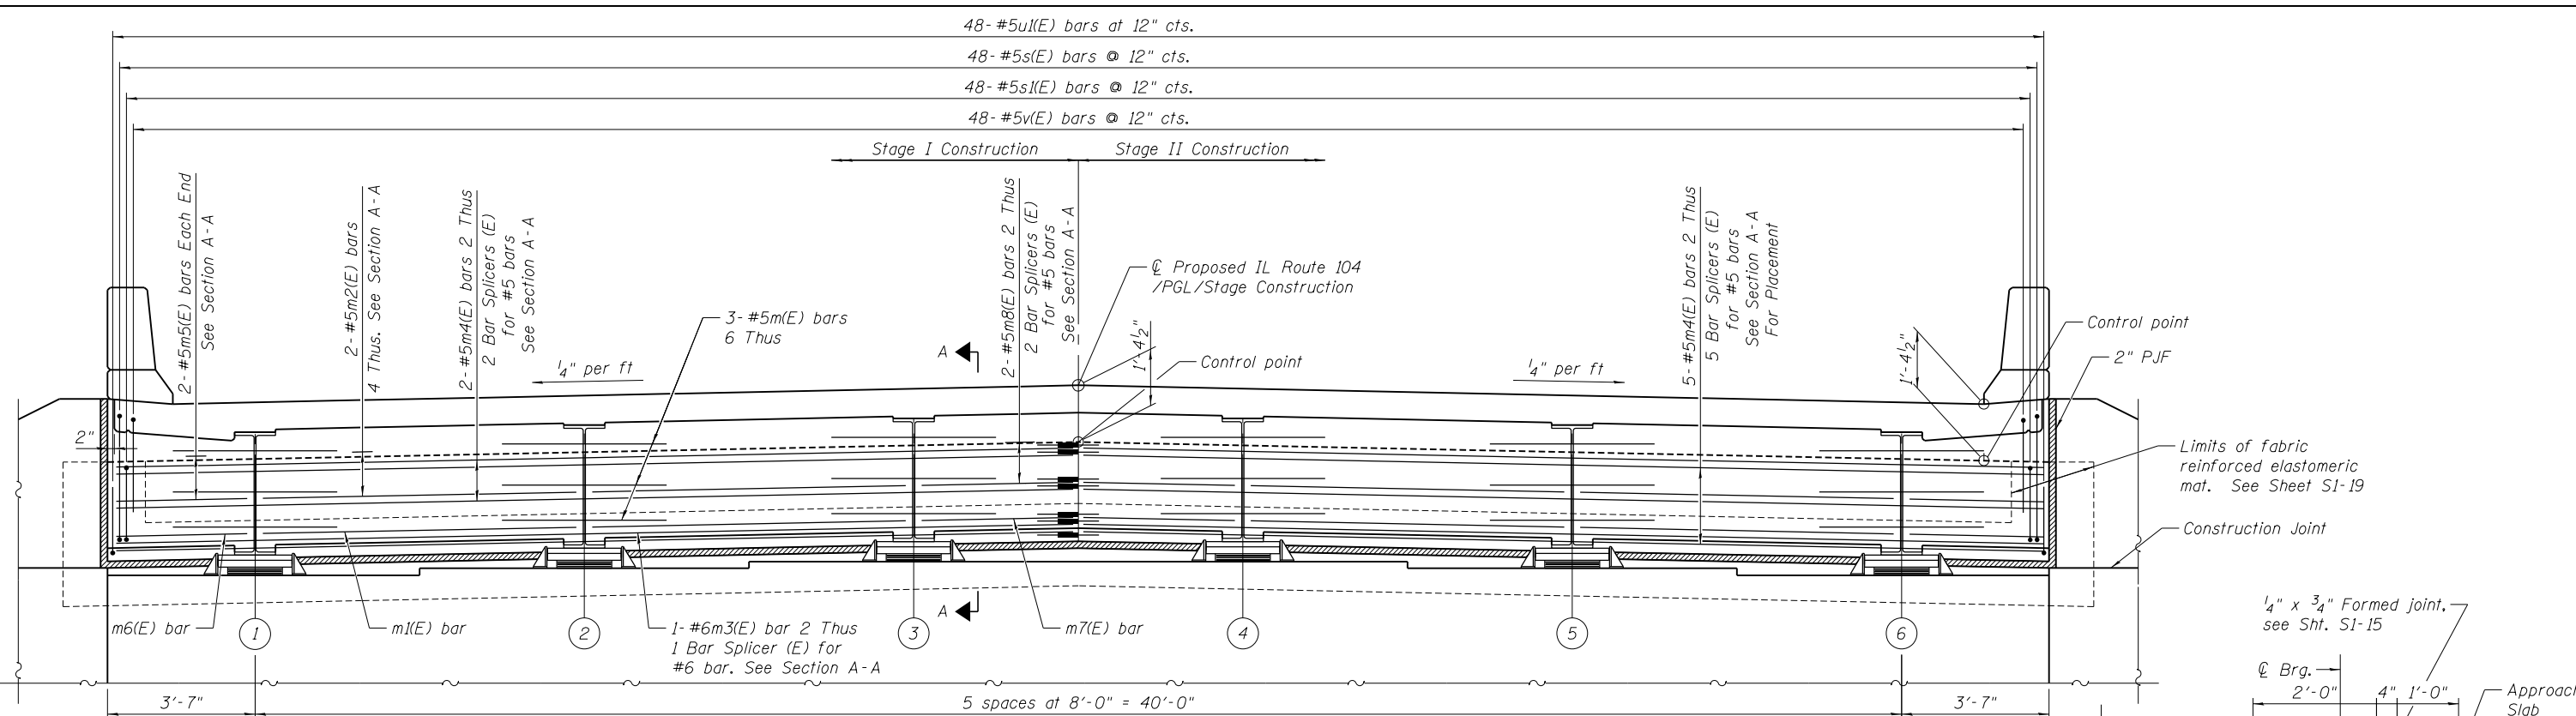 48-#5u1(E) bars at 12" cts.
48-#5s(E) bars @ 12" cts.
48-#5s1(E) bars @ 12" cts.
48-#5v(E) bars @ 12" cts.
Stage I Construction
Stage II Construction
2-#5m5(E) bars Each End
See Section A-A
2-#5m2(E) bars
4 Thus. See Section A-A
2-#5m4(E) bars 2 Thus
2 Bar Splicers (E)
for #5 bars
See Section A-A
3-#5m(E) bars
6 Thus
1/4" per ft
A
2-#5m8(E) bars 2 Thus
2 Bar Splicers (E)
for #5 bars
See Section A-A
℄ Proposed IL Route 104
/PGL/Stage Construction
1'-4 1/2"
Control point
1/4" per ft
5-#5m4(E) bars 2 Thus
5 Bar Splicers (E)
for #5 bars
See Section A-A
For Placement
1'-4 1/2"
Control point
2" PJF
2"
Limits of fabric
reinforced elastomeric
mat. See Sheet S1-19
Construction Joint
A
m6(E) bar
1
m1(E) bar
2
1-#6m3(E) bar 2 Thus
1 Bar Splicer (E) for
#6 bar. See Section A-A
3
m7(E) bar
4
5
6
1/4" x 3/4" Formed joint,
see Sht. S1-15
℄ Brg.
2'-0"
4"
1'-0"
Approach
Slab
3'-7"
5 spaces at 8'-0" = 40'-0"
3'-7"